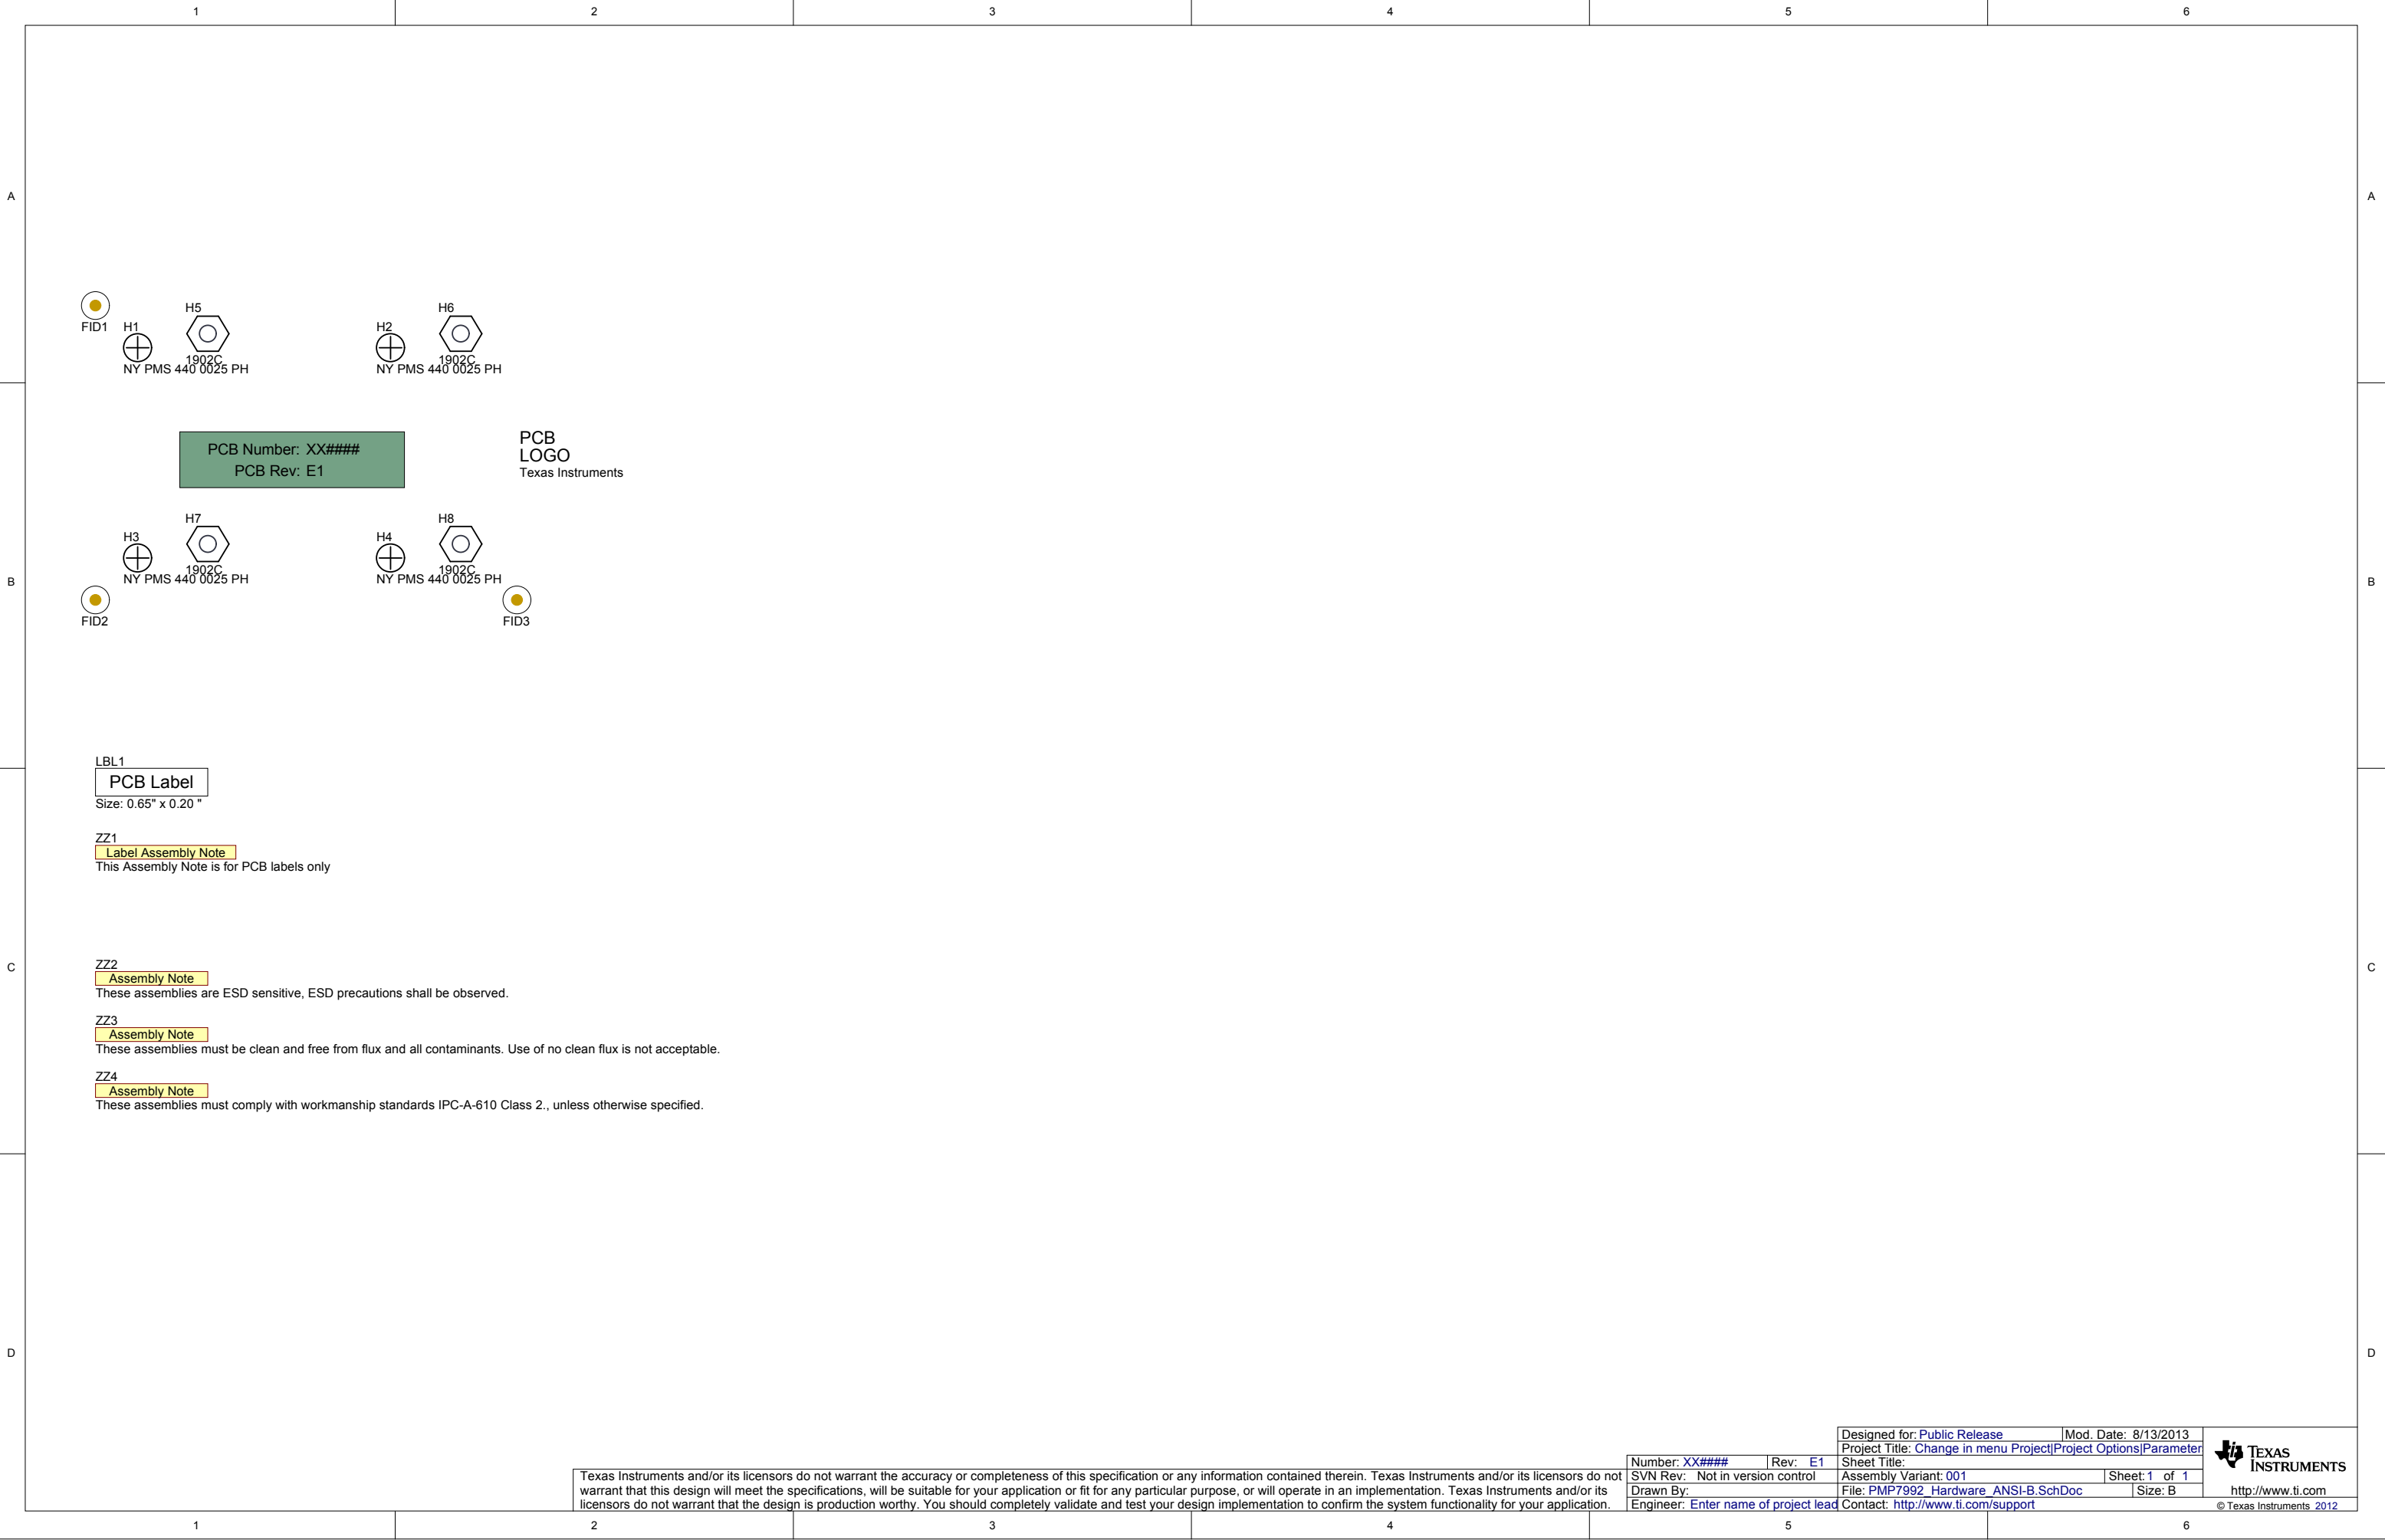 1 2 3 4 5 6
A A
FID1
H1
H5
1902C
NY PMS 440 0025 PH
H2
H6
1902C
NY PMS 440 0025 PH
PCB Number: XX####
PCB Rev: E1
PCB
LOGO
Texas Instruments
H3
H7
1902C
NY PMS 440 0025 PH
H4
H8
1902C
NY PMS 440 0025 PH
B B
FID2
FID3
LBL1
PCB Label
Size: 0.65" x 0.20 "
ZZ1
Label Assembly Note
This Assembly Note is for PCB labels only
C C
ZZ2
Assembly Note
These assemblies are ESD sensitive, ESD precautions shall be observed.
ZZ3
Assembly Note
These assemblies must be clean and free from flux and all contaminants. Use of no clean flux is not acceptable.
ZZ4
Assembly Note
These assemblies must comply with workmanship standards IPC-A-610 Class 2., unless otherwise specified.
D D
Texas Instruments and/or its licensors do not warrant the accuracy or completeness of this specification or any information contained therein. Texas Instruments and/or its licensors do not
warrant that this design will meet the specifications, will be suitable for your application or fit for any particular purpose, or will operate in an implementation. Texas Instruments and/or its
licensors do not warrant that the design is production worthy. You should completely validate and test your design implementation to confirm the system functionality for your application.
Number: XX#### Rev: E1
SVN Rev: Not in version control
Drawn By:
Engineer: Enter name of project lead
Designed for: Public Release Mod. Date: 8/13/2013
Project Title: Change in menu Project|Project Options|Parameter
Sheet Title:
Assembly Variant: 001 Sheet: 1 of 1
File: PMP7992_Hardware_ANSI-B.SchDoc Size: B
Contact: http://www.ti.com/support
TEXAS
INSTRUMENTS
http://www.ti.com
© Texas Instruments 2012
1 2 3 4 5 6